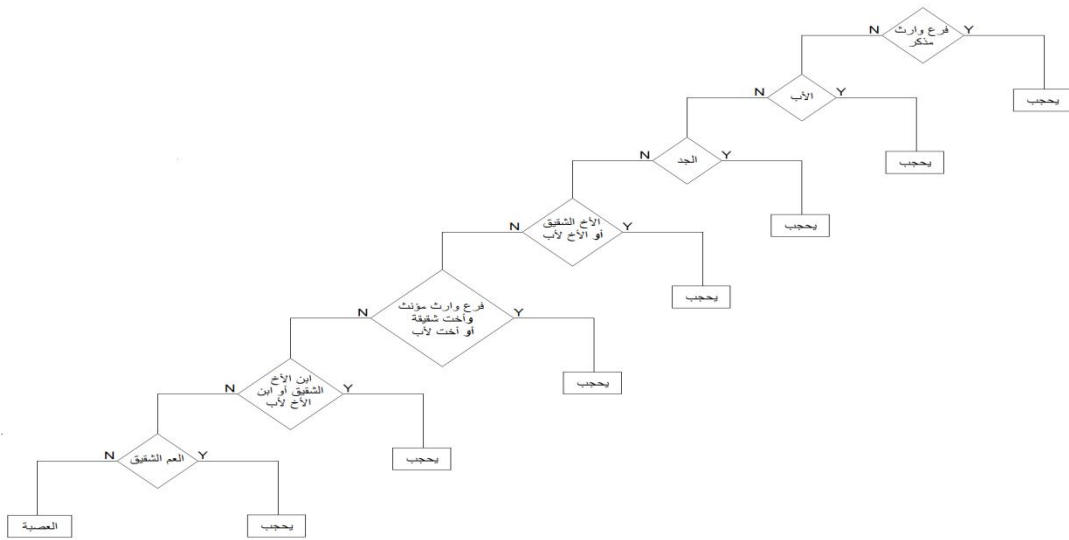 فرع وارث
مذكر
N
Y
يحجب
الأب
N
Y
يحجب
الجد
N
Y
يحجب
الأخ الشقيق
أو الأخ لأب
N
Y
يحجب
فرع وارث مؤنث
وأخت شقيقة
أو أخت لأب
N
Y
يحجب
ابن الأخ
الشقيق أو ابن
الأخ لأب
N
Y
يحجب
العم الشقيق
N
Y
يحجب
العصبة